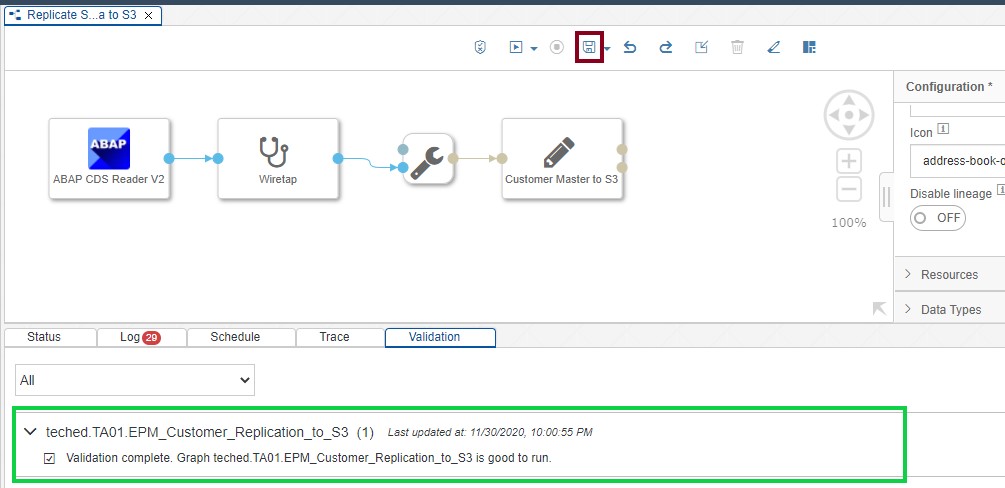 Replicate S...a to S3 ×
Configuration *
Icon i
address-book-o
Disable lineage i
OFF
100%
Resources
Data Types
ABAP
ABAP CDS Reader V2
Wiretap
Customer Master to S3
Status Log 29 Schedule Trace Validation
All
teched.TA01.EPM_Customer_Replication_to_S3 (1) Last updated at: 11/30/2020, 10:00:55 PM
Validation complete. Graph teched.TA01.EPM_Customer_Replication_to_S3 is good to run.